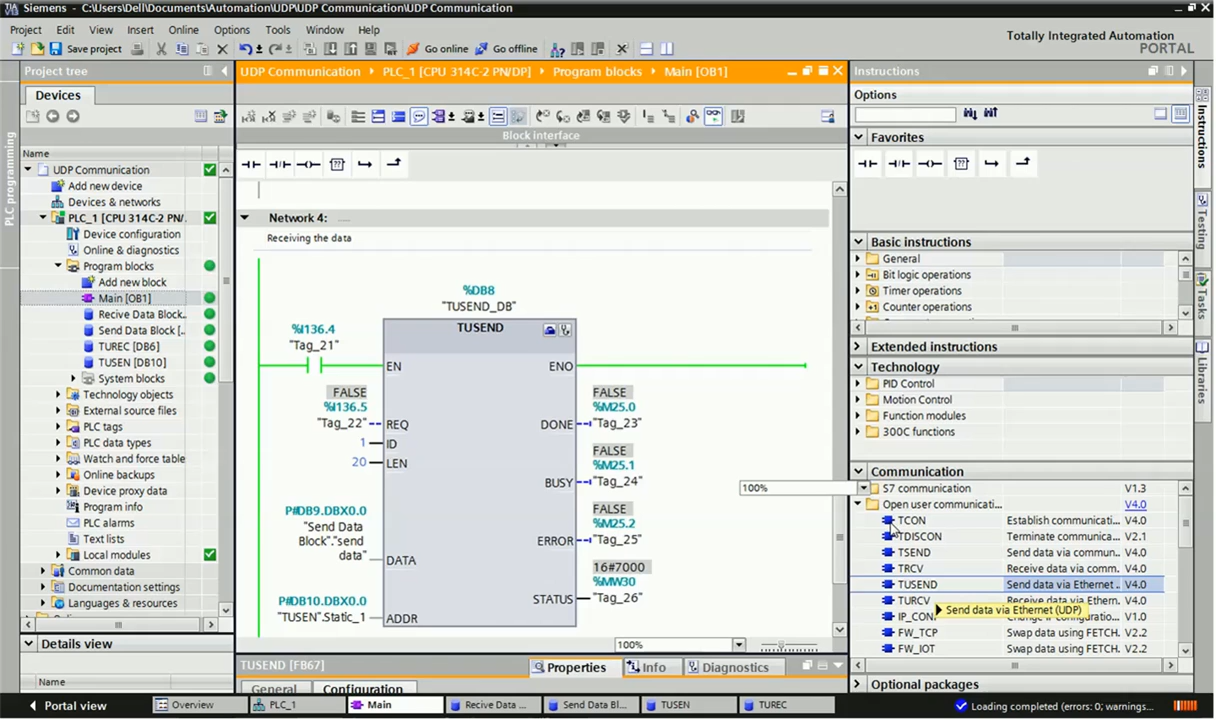 Siemens - C:\Users\Dell\Documents\Automation\UDP\UDP Communication\UDP Communication
Project Edit View Insert Online Options Tools Window Help
Totally Integrated Automation
PORTAL
Save project
Go online
Go offline
Project tree
UDP Communication
PLC_1 [CPU 314C-2 PN/DP]
Program blocks
Main [OB1]
Instructions
Devices
Options
Block interface
Name
Favorites
UDP Communication
Add new device
Devices & networks
PLC_1 [CPU 314C-2 PN/.
Device configuration
Online & diagnostics
Program blocks
Add new block
Main [OB1]
Recive Data Block..
Send Data Block [..
TUREC [DB6]
TUSEN [DB10]
System blocks
Technology objects
External source files
PLC tags
PLC data types
Watch and force table
Online backups
Device proxy data
Program info
PLC alarms
Text lists
Local modules
Common data
Documentation settings
Languages & resources
Details view
Name
PLC programming
Network 4: .....
Receiving the data
%DB8
"TUSEND_DB"
TUSEND
%I136.4
"Tag_21"
EN
ENO
FALSE
%I136.5
"Tag_22"
REQ
1
ID
20
LEN
P#DB9.DBX0.0
"Send Data
Block"."send
data"
DATA
P#DB10.DBX0.0
"TUSEN".Static_1
ADDR
FALSE
%M25.0
DONE
"Tag_23"
FALSE
%M25.1
BUSY
"Tag_24"
FALSE
%M25.2
ERROR
"Tag_25"
16#7000
%MW30
STATUS
"Tag_26"
100%
100%
TUSEND [FB67]
Properties
Info
Diagnostics
General
Configuration
Basic instructions
General
Bit logic operations
Timer operations
Counter operations
Extended instructions
Technology
PID Control
Motion Control
Function modules
300C functions
Communication
S7 communication V1.3
Open user communicati... V4.0
TCON Establish communicati... V4.0
TDISCON Terminate communica... V2.1
TSEND Send data via commun... V4.0
TRCV Receive data via comm.. V4.0
TUSEND Send data via Ethernet .. V4.0
TURCV Receive data via Ethern. V4.0
Send data via Ethernet (UDP)
V1.0
FW_TCP Swap data using FETCH. V2.2
FW_IOT Swap data using FETCH. V2.2
Optional packages
Instructions
Testing
Tasks
Libraries
Portal view
Overview
PLC_1
Main
Recive Data ...
Send Data Bl...
TUSEN
TUREC
Loading completed (errors: 0; warnings...